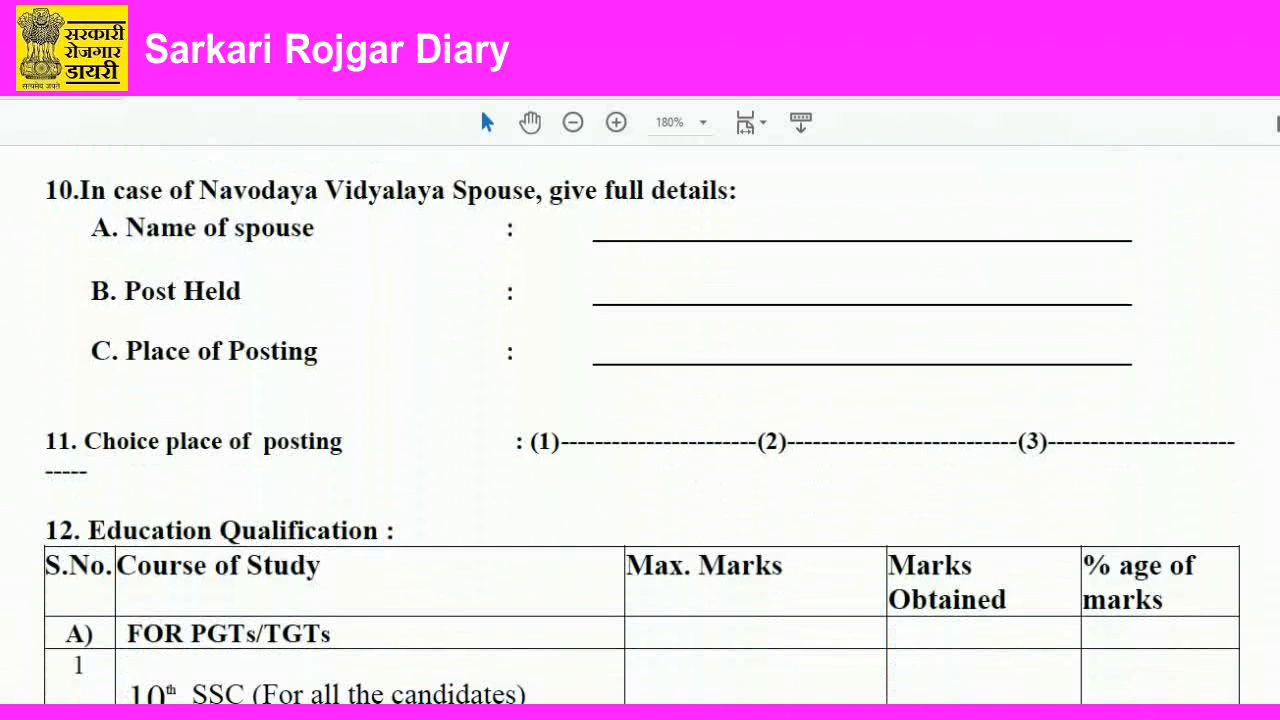 सरकारी
रोजगार
डायरी
सत्यमेव जयते
Sarkari Rojgar Diary
180%
10.In case of Navodaya Vidyalaya Spouse, give full details:
A. Name of spouse :
B. Post Held :
C. Place of Posting :
11. Choice place of posting : (1)-----------------------(2)---------------------------(3)----------------------
-----
12. Education Qualification :
S.No. Course of Study Max. Marks Marks Obtained % age of marks
A) FOR PGTs/TGTs
1
10th SSC (For all the candidates)